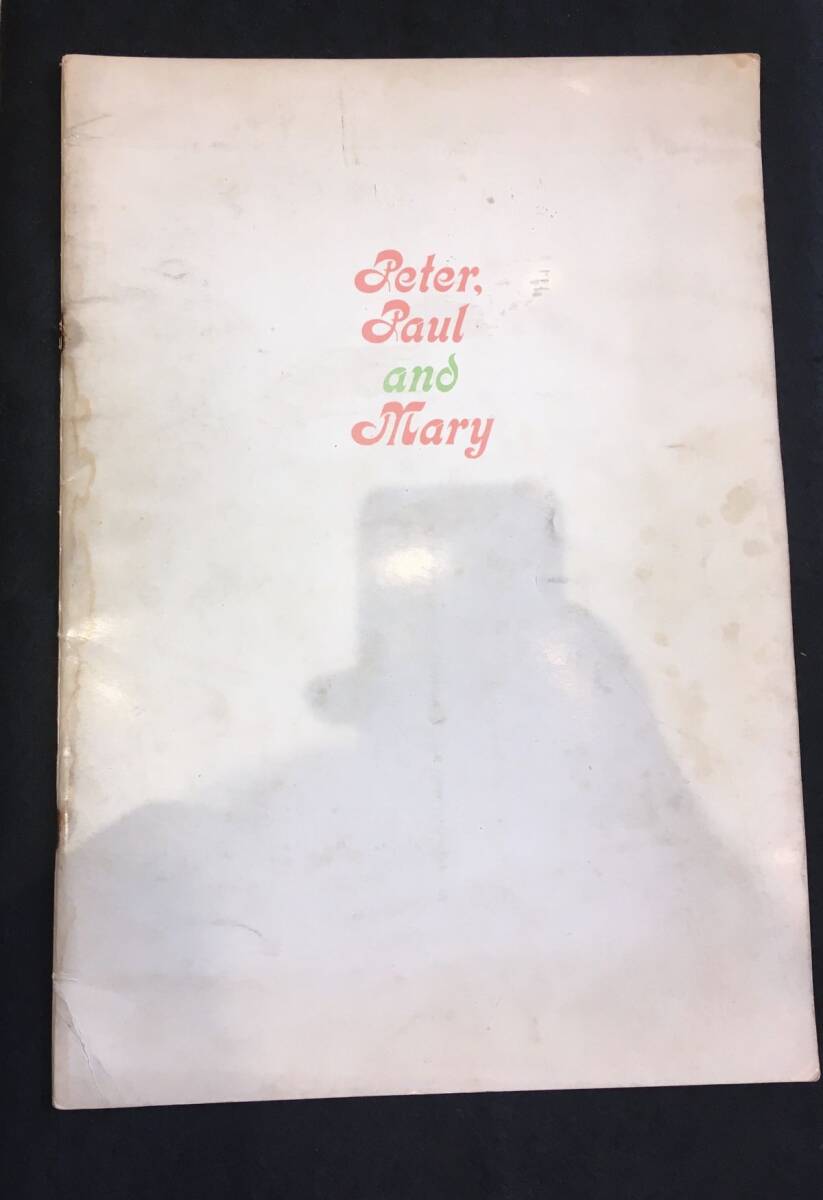 Peter,
Paul
and
Mary